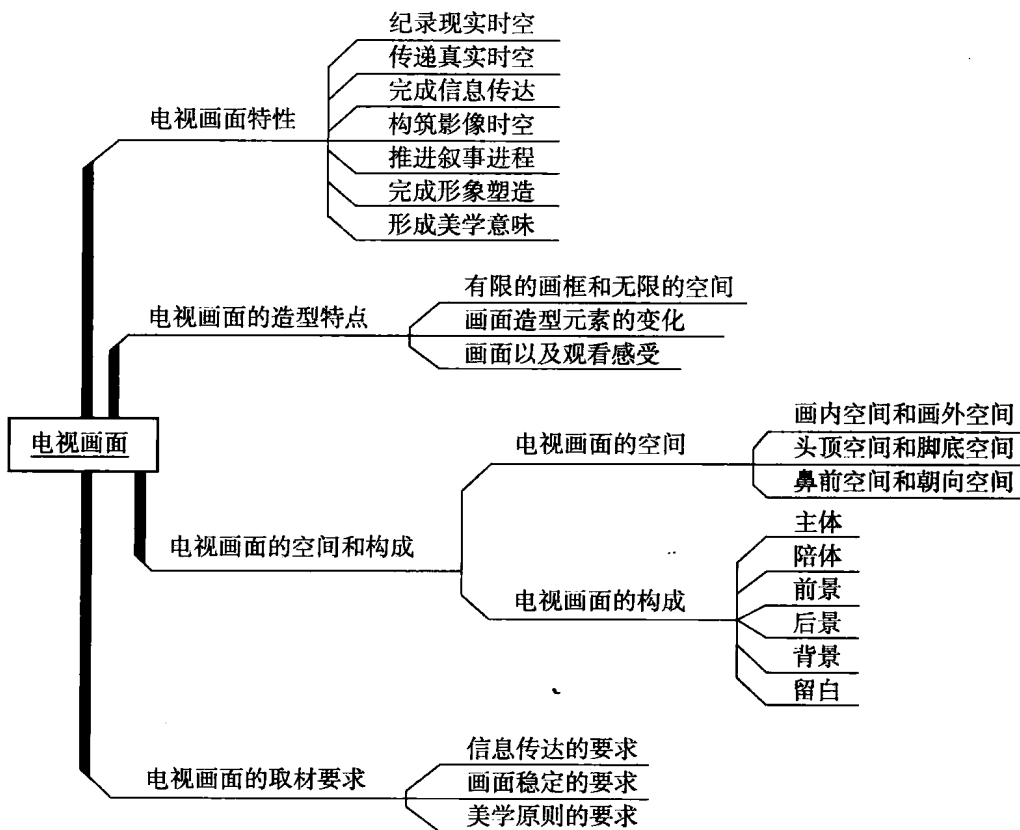 纪录现实时空
传递真实时空
完成信息传达
电视画面特性
构筑影像时空
推进叙事进程
完成形象塑造
形成美学意味
有限的画框和无限的空间
电视画面的造型特点
画面造型元素的变化
画面以及观看感受
画内空间和画外空间
电视画面
电视画面的空间
头顶空间和脚底空间
鼻前空间和朝向空间
主体
电视画面的空间和构成
陪体
前景
电视画面的构成
后景
背景
留白
信息传达的要求
电视画面的取材要求
画面稳定的要求
美学原则的要求